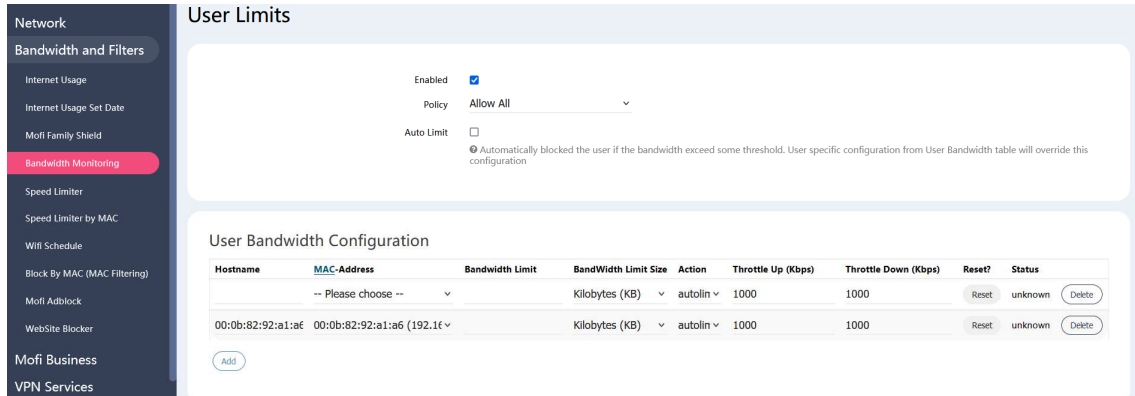 User Limits
Network
Bandwidth and Filters
Internet Usage
Internet Usage Set Date
Mofi Family Shield
Bandwidth Monitoring
Speed Limiter
Speed Limiter by MAC
Wifi Schedule
Block By MAC (MAC Filtering)
Mofi Adblock
WebSite Blocker
Mofi Business
VPN Services
Enabled
Policy Allow All
Auto Limit
Automatically blocked the user if the bandwidth exceed some threshold. User specific configuration from User Bandwidth table will override this
configuration
User Bandwidth Configuration
Hostname MAC-Address Bandwidth Limit BandWidth Limit Size Action Throttle Up (Kbps) Throttle Down (Kbps) Reset? Status
-- Please choose -- Kilobytes (KB) autolin 1000 1000 Reset unknown Delete
00:0b:82:92:a1:a6 00:0b:82:92:a1:a6 (192.16 Kilobytes (KB) autolin 1000 1000 Reset unknown Delete
Add